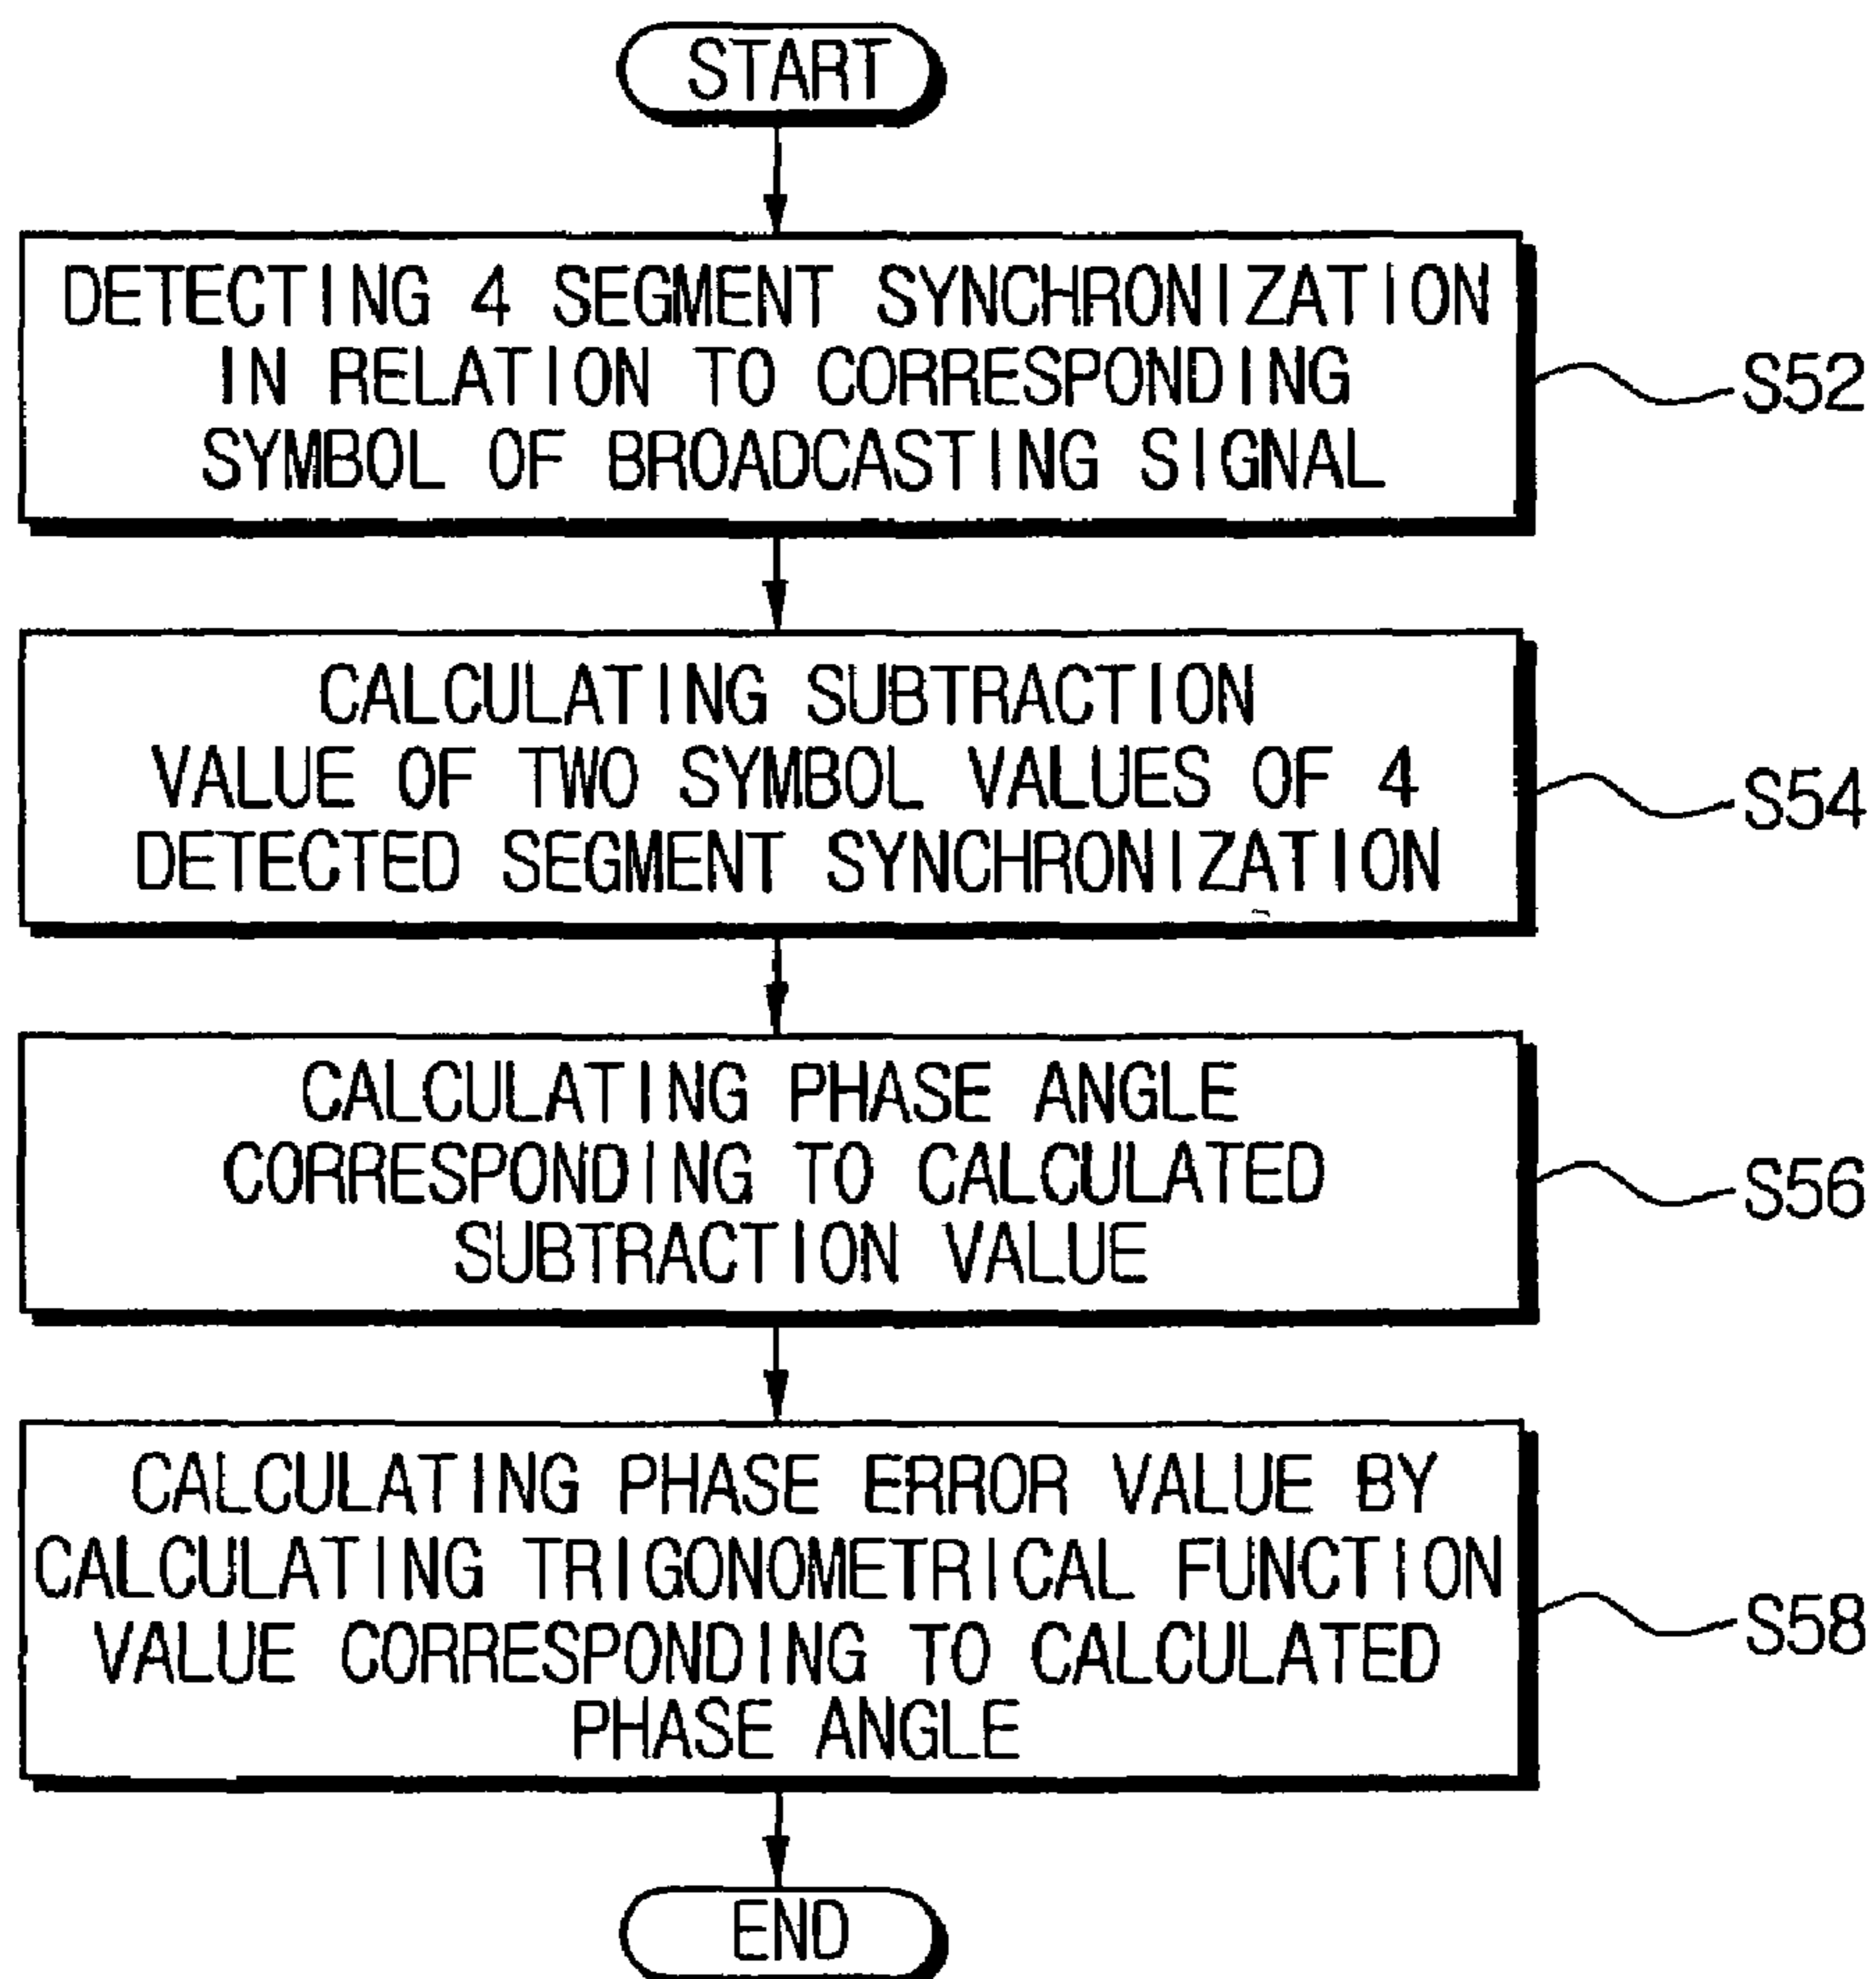 START
DETECTING 4 SEGMENT SYNCHRONIZATION
IN RELATION TO CORRESPONDING
SYMBOL OF BROADCASTING SIGNAL
S52
CALCULATING SUBTRACTION
VALUE OF TWO SYMBOL VALUES OF 4
DETECTED SEGMENT SYNCHRONIZATION
S54
CALCULATING PHASE ANGLE
CORRESPONDING TO CALCULATED
SUBTRACTION VALUE
S56
CALCULATING PHASE ERROR VALUE BY
CALCULATING TRIGONOMETRICAL FUNCTION
VALUE CORRESPONDING TO CALCULATED
PHASE ANGLE
S58
END